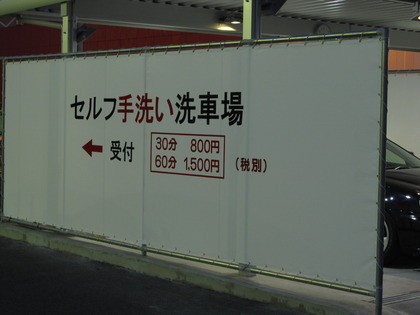 セルフ手洗い洗車場
← 受付
30分 800円
60分 1,500円 (税別)